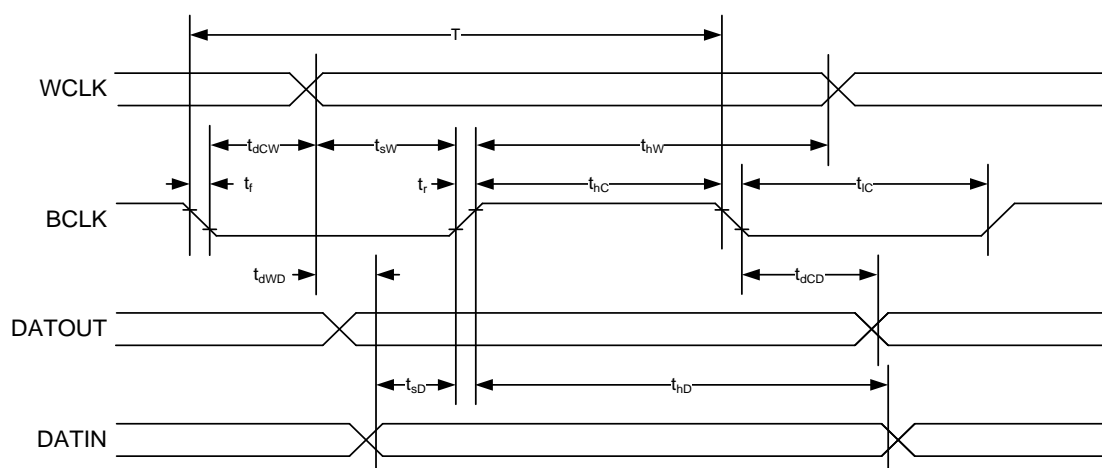 T
WCLK
tdCW
tsW
thW
tf
tr
thC
tlC
BCLK
tdWD
tdCD
DATOUT
tsD
thD
DATIN